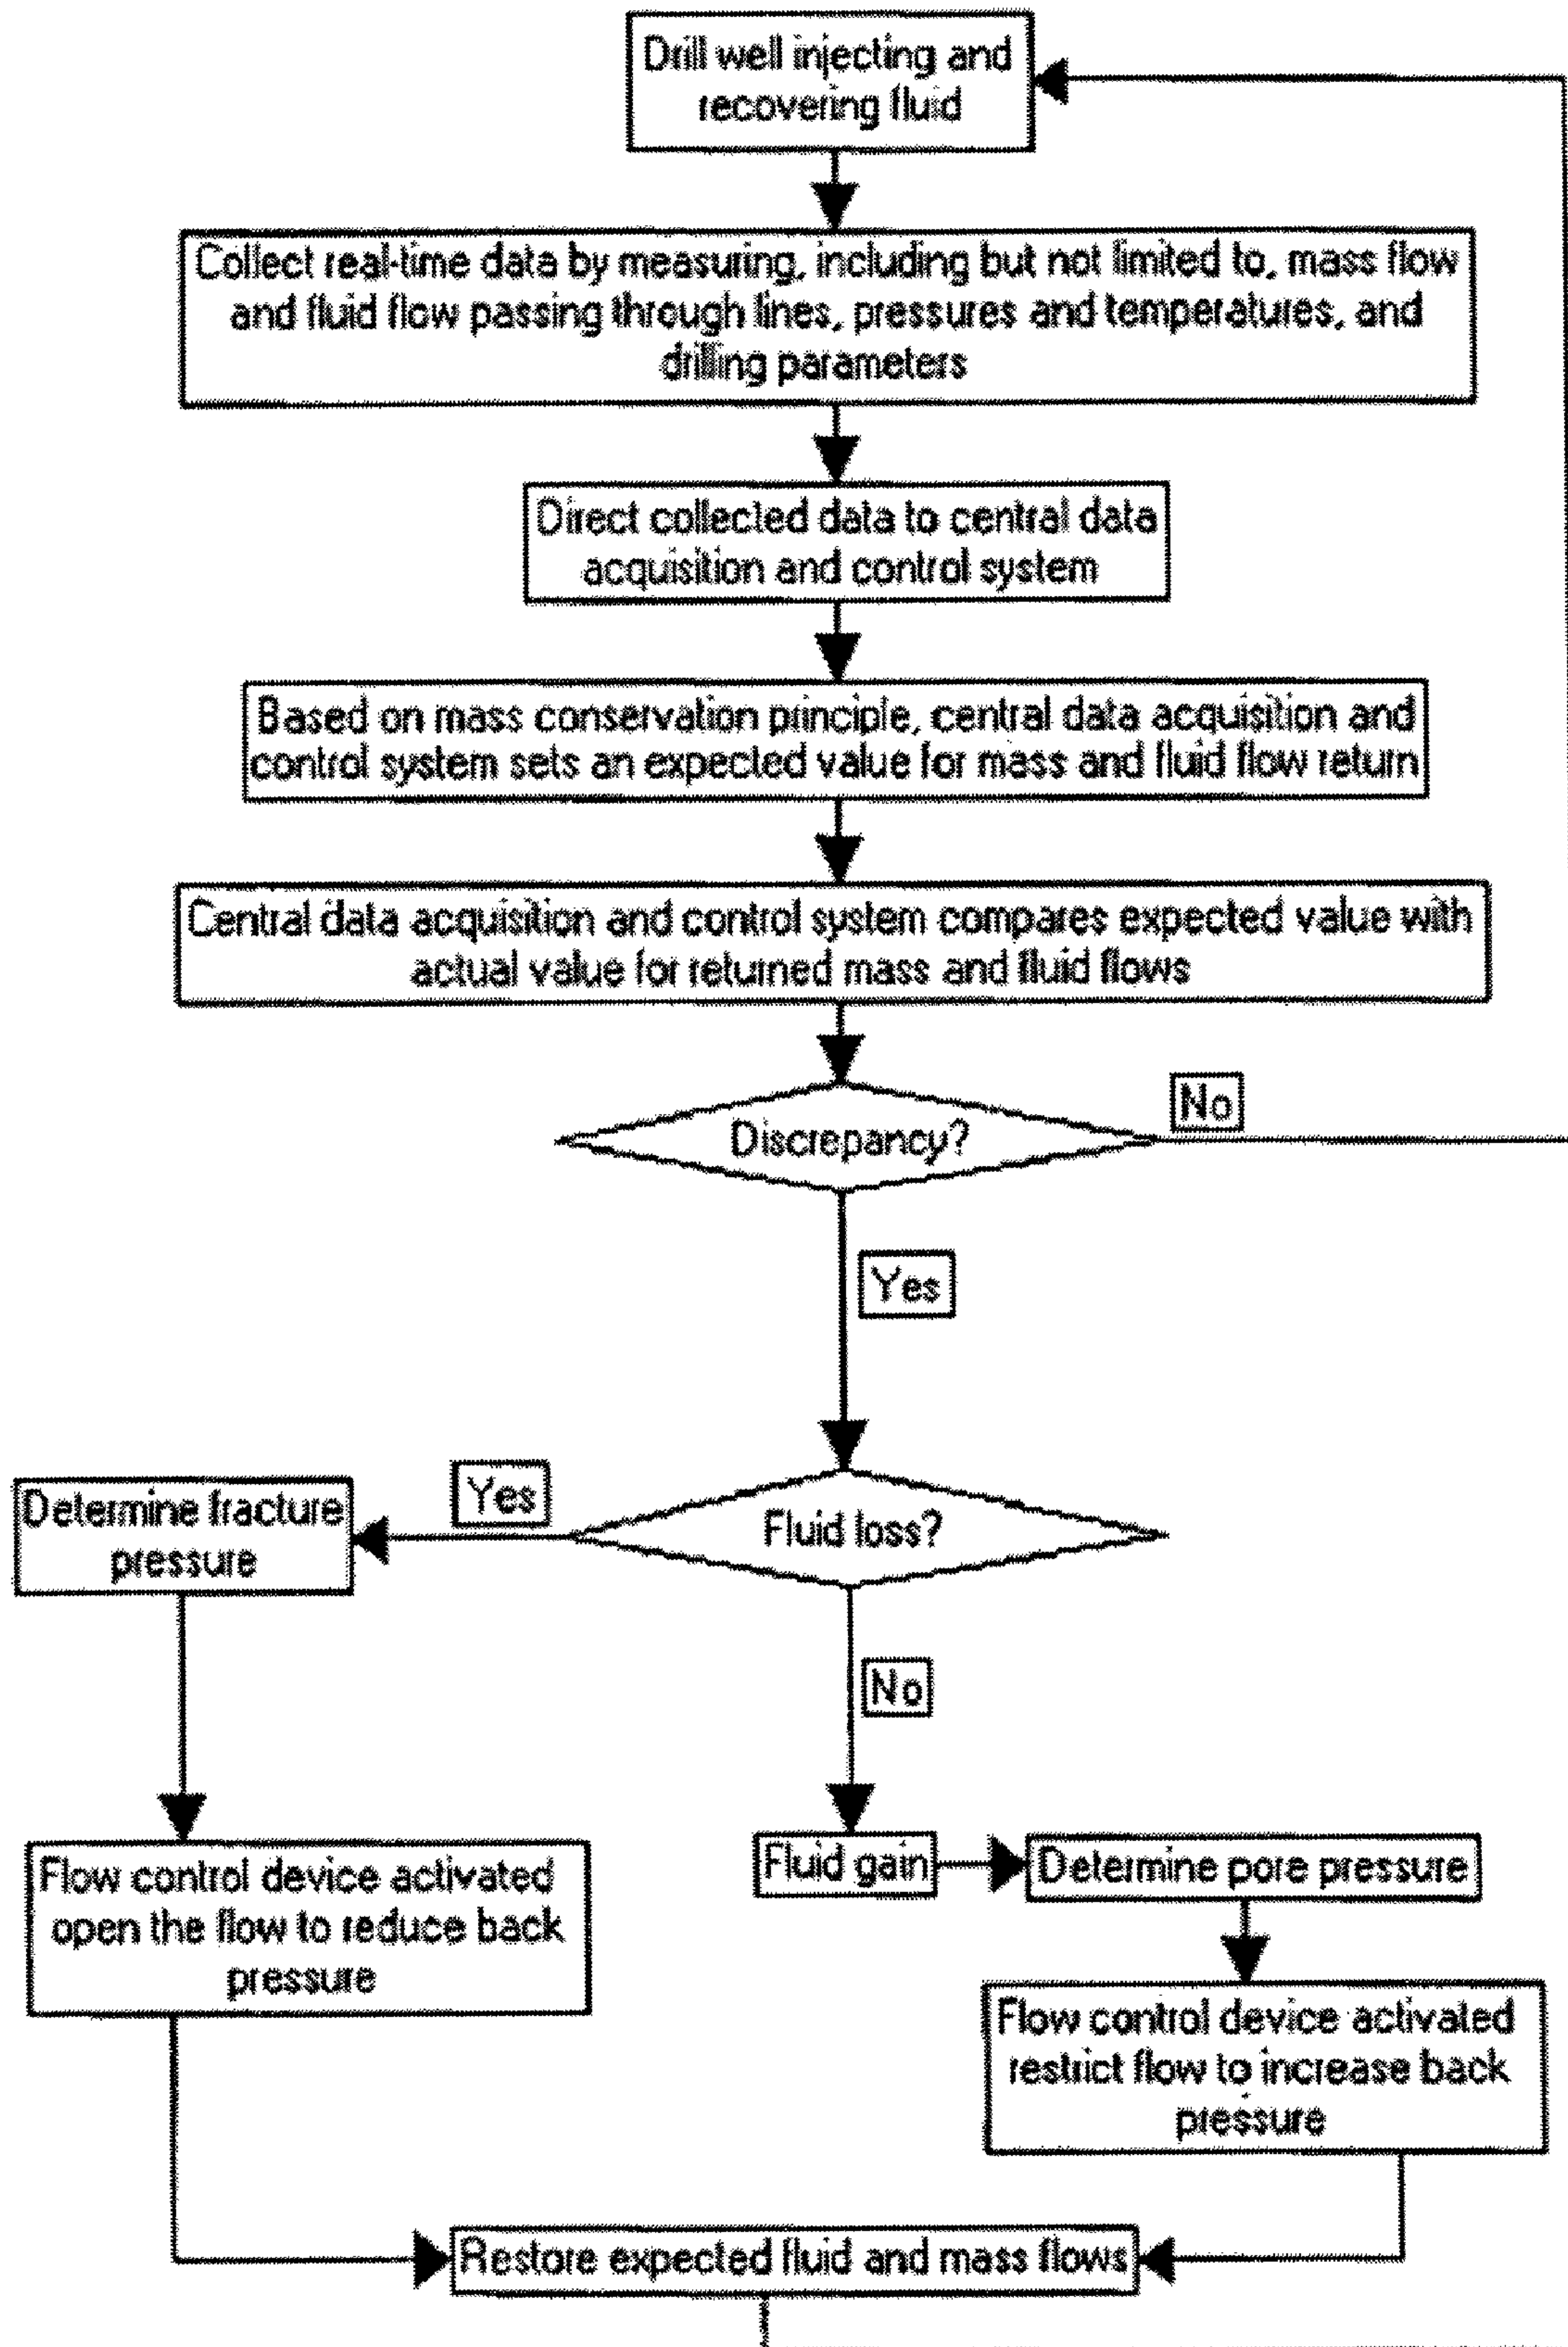 Drill well injecting and
recovering fluid
Collect real-time data by measuring, including but not limited to, mass flow
and fluid flow passing through lines, pressures and temperatures, and
drilling parameters
Direct collected data to central data
acquisition and control system
Based on mass conservation principle, central data acquisition and
control system sets an expected value for mass and fluid flow return
Central data acquisition and control system compares expected value with
actual value for returned mass and fluid flows
No
Discrepancy?
Yes
Yes
Fluid loss?
Determine fracture
pressure
No
Fluid gain
Determine pore pressure
Flow control device activated
open the flow to reduce back
pressure
Flow control device activated
restrict flow to increase back
pressure
Restore expected fluid and mass flows